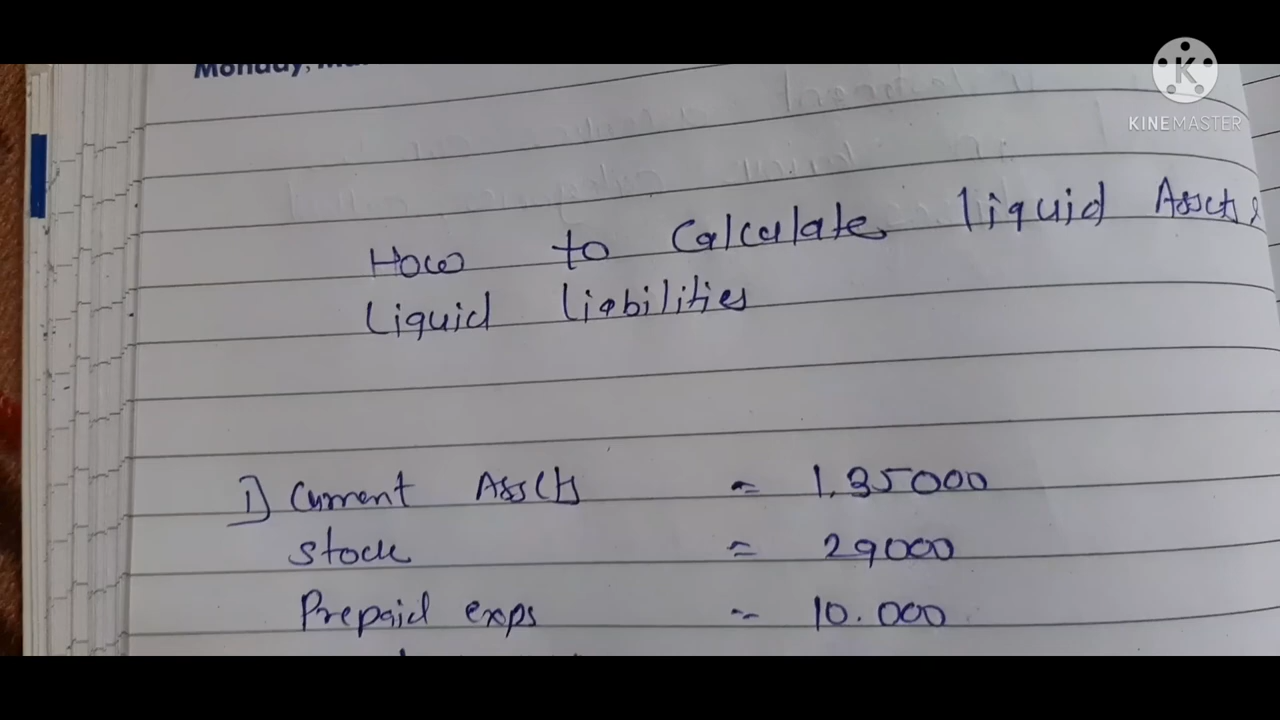 Monday,
KINEMASTER
How to Calculate liquid Assets &
Liquid liabilities
1) Current Assets = 1,35000
Stock = 29000
Prepaid exps = 10.000